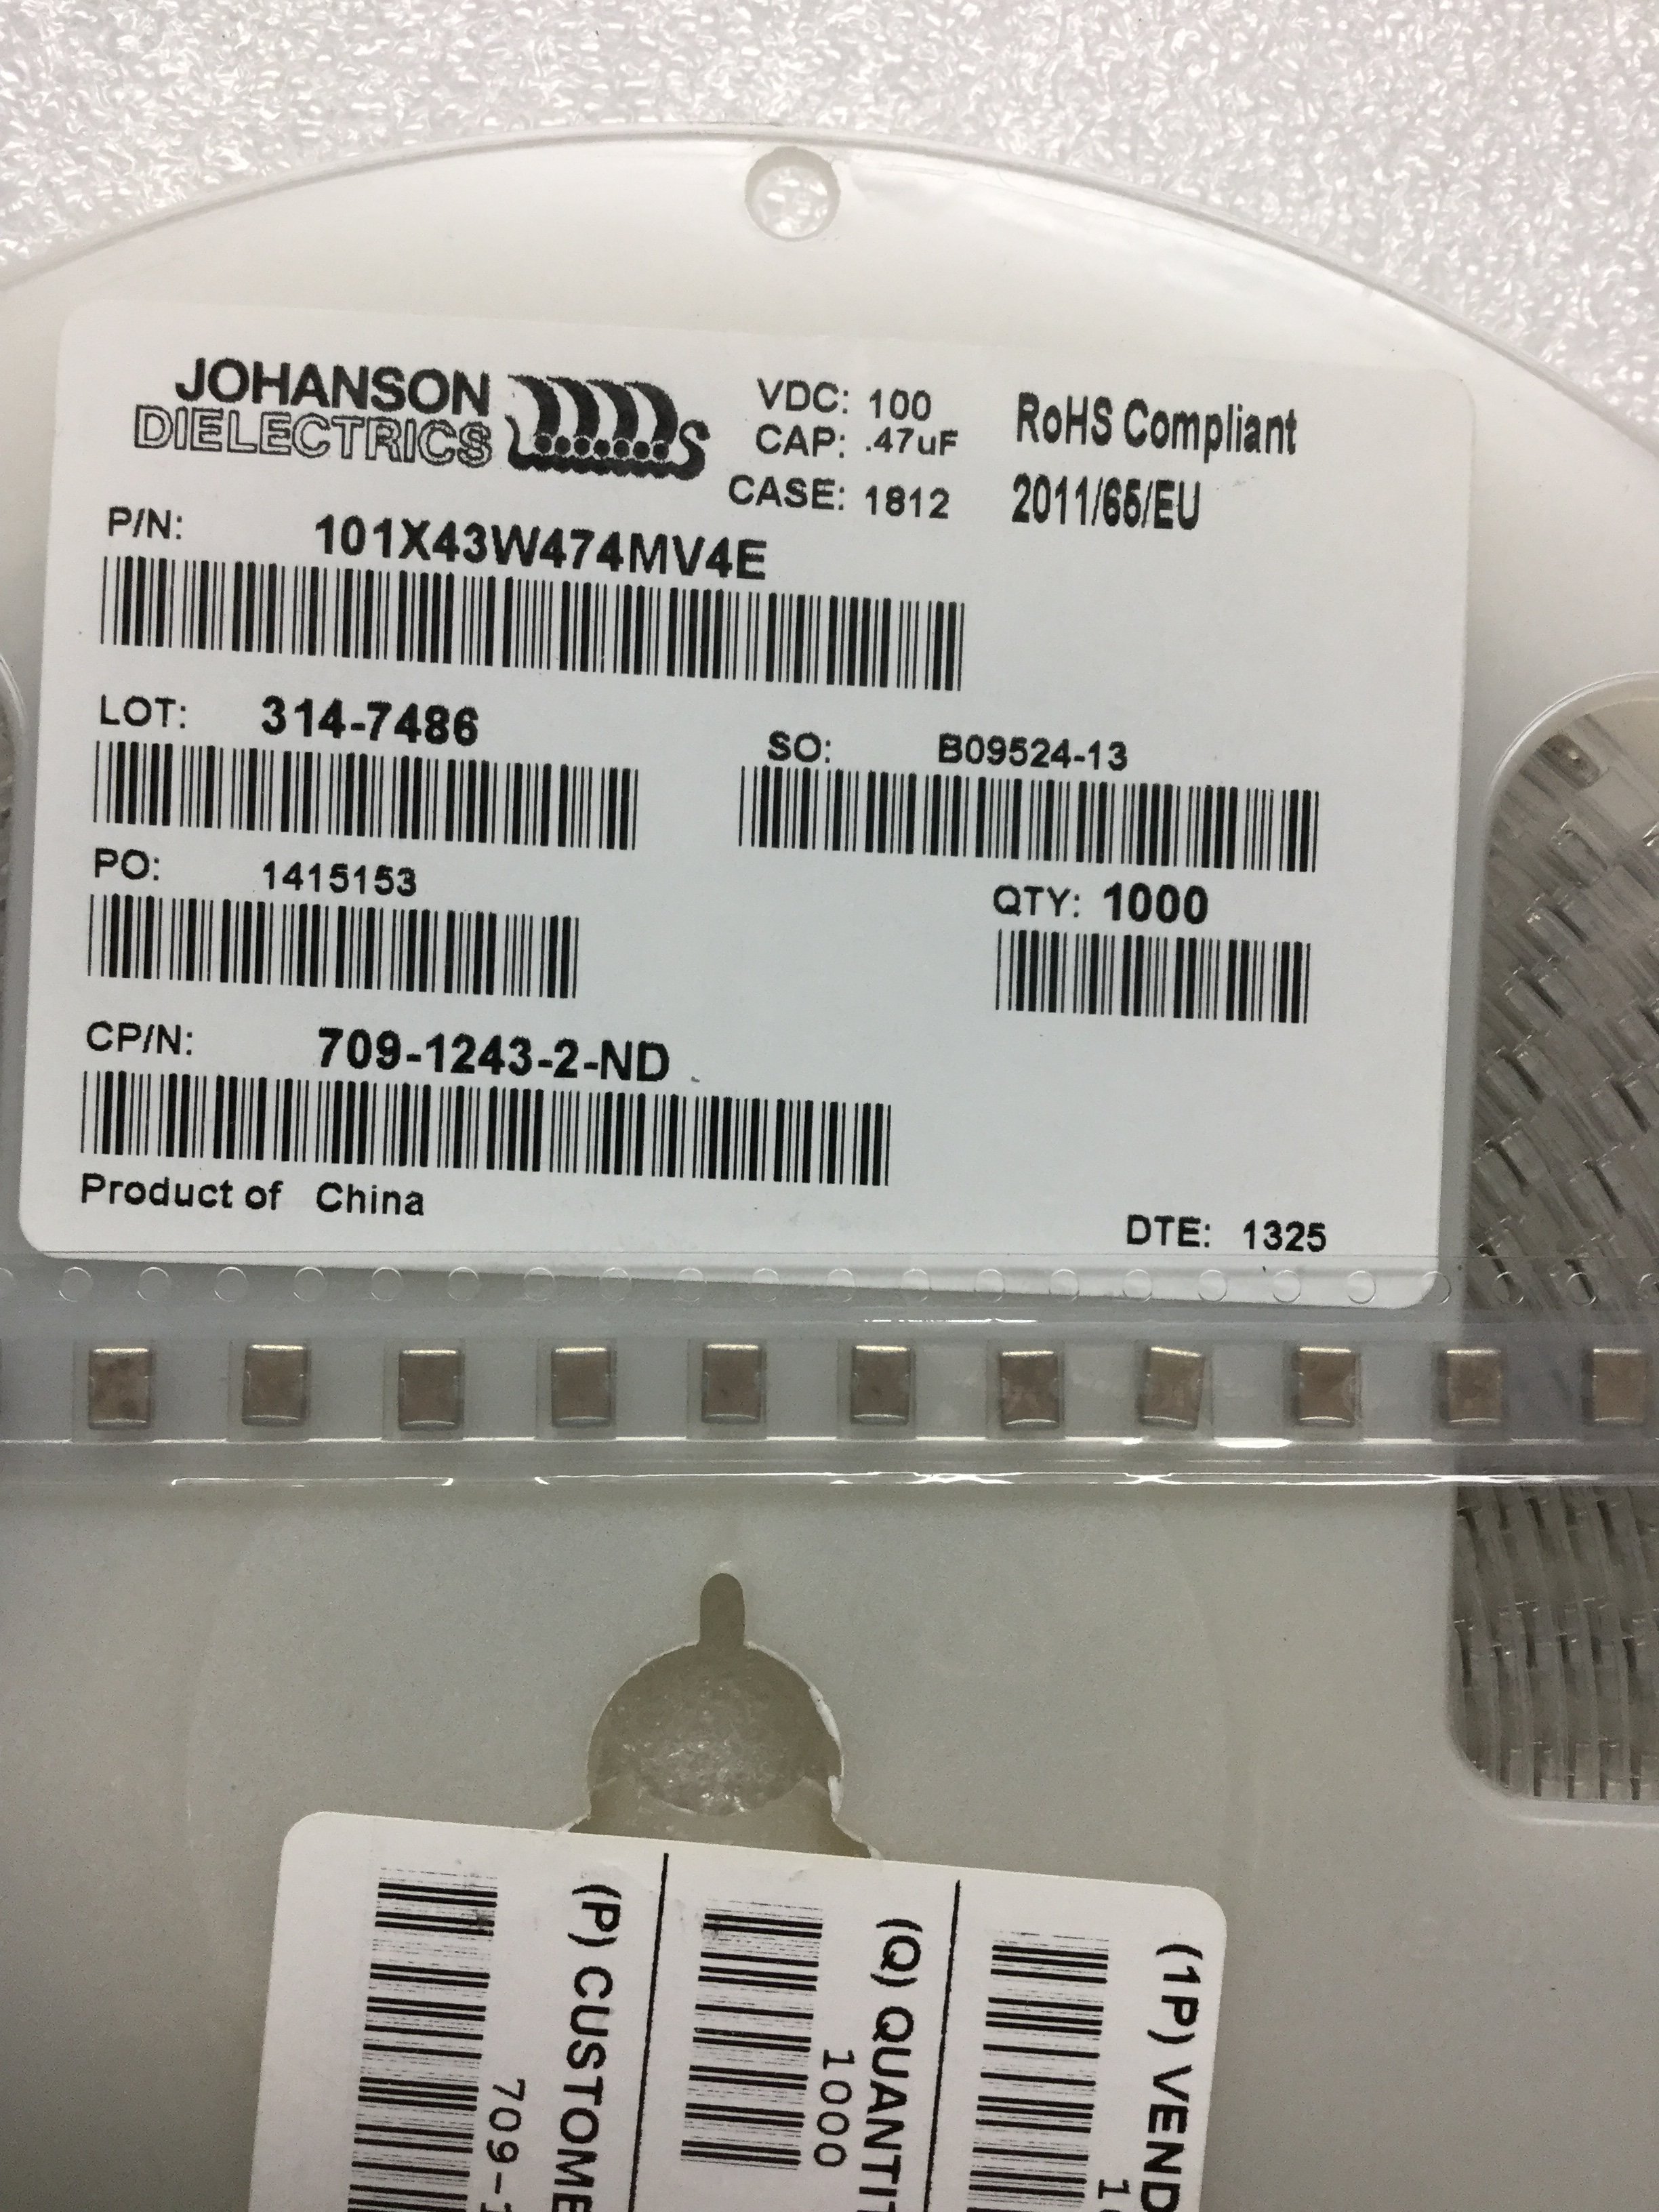 JOHANSON
DIELECTRICS
VDC: 100
CAP: .47uF
CASE: 1812
RoHS Compliant
2011/65/EU
P/N: 101X43W474MV4E
LOT: 314-7486
SO: B09524-13
PO: 1415153
QTY: 1000
CP/N: 709-1243-2-ND
Product of China
DTE: 1325
(1P) VEND
(Q) QUANTIT
1000
(P) CUSTOME
709-1